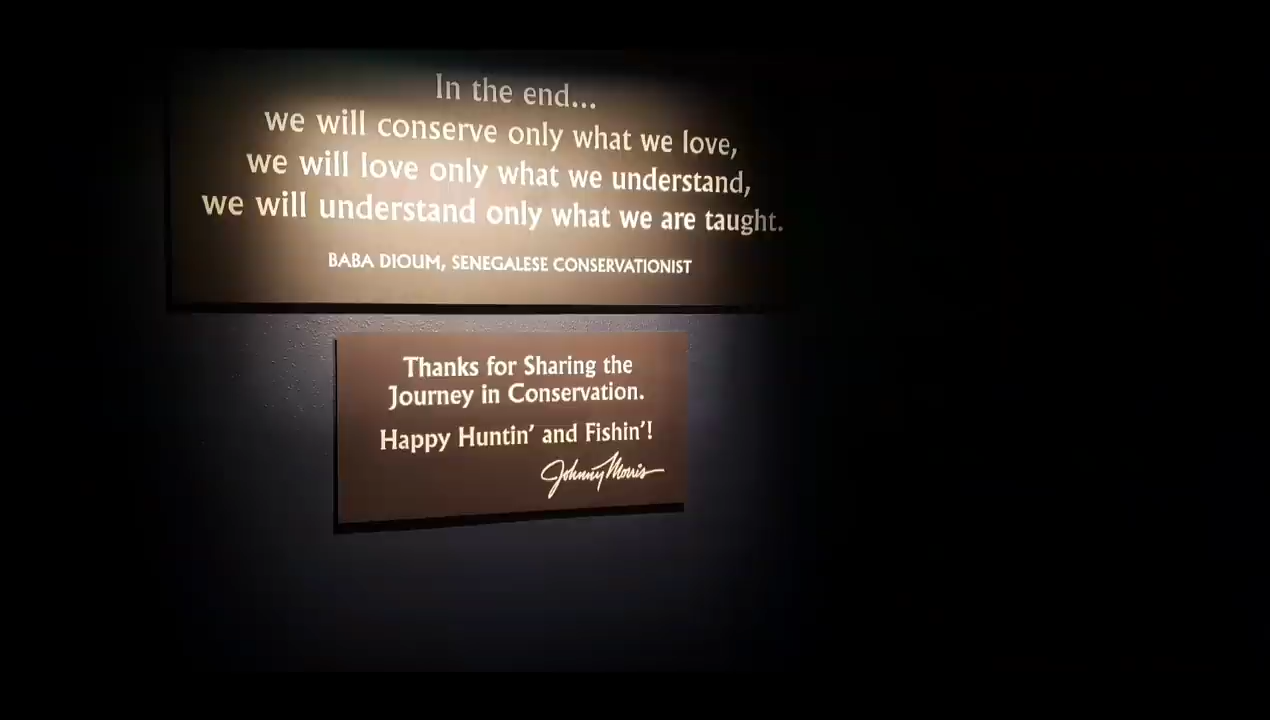 In the end...
we will conserve only what we love,
we will love only what we understand,
we will understand only what we are taught.
BABA DIOUM, SENEGALESE CONSERVATIONIST
Thanks for Sharing the
Journey in Conservation.
Happy Huntin’ and Fishin’!
Johnny Morris